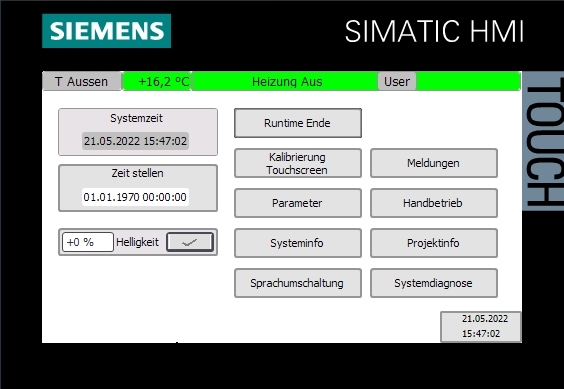 SIEMENS
SIMATIC HMI
TOUCH
T Aussen +16,2 °C Heizung Aus User
Systemzeit
21.05.2022 15:47:02
Zeit stellen
01.01.1970 00:00:00
+0 % Helligkeit
Runtime Ende
Kalibrierung
Touchscreen
Meldungen
Parameter
Handbetrieb
Systeminfo
Projektinfo
Sprachumschaltung
Systemdiagnose
21.05.2022
15:47:02